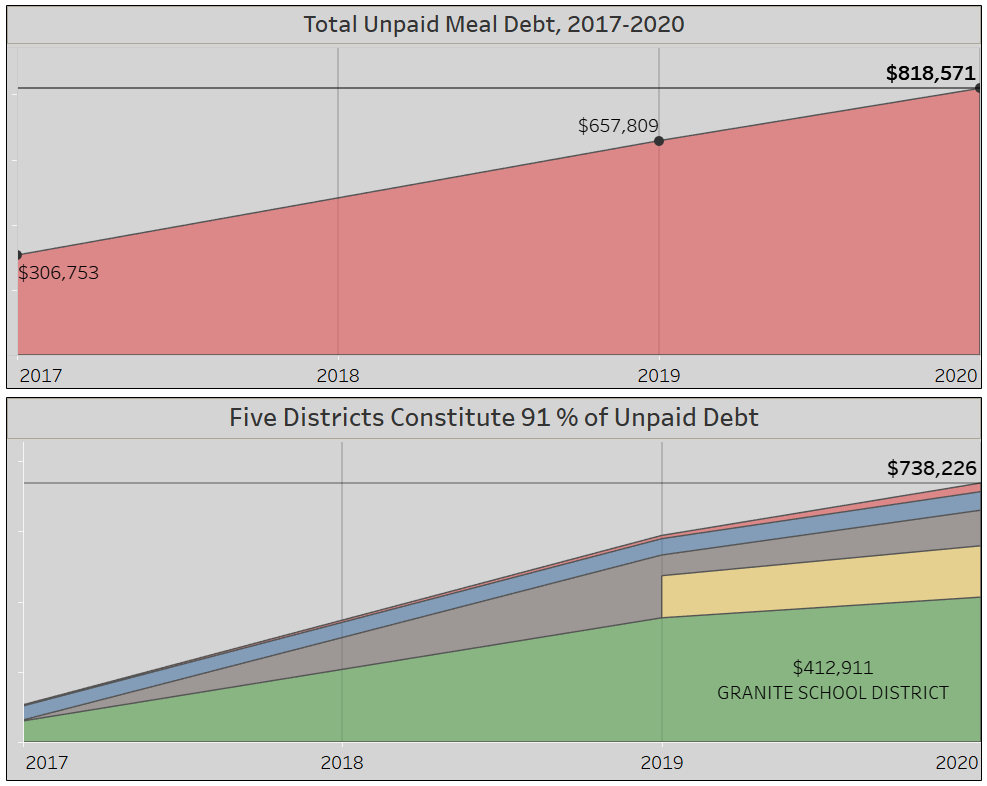 Total Unpaid Meal Debt, 2017-2020
$818,571
$657,809
$306,753
2017 2018 2019 2020
Five Districts Constitute 91 % of Unpaid Debt
$738,226
$412,911
GRANITE SCHOOL DISTRICT
2017 2018 2019 2020